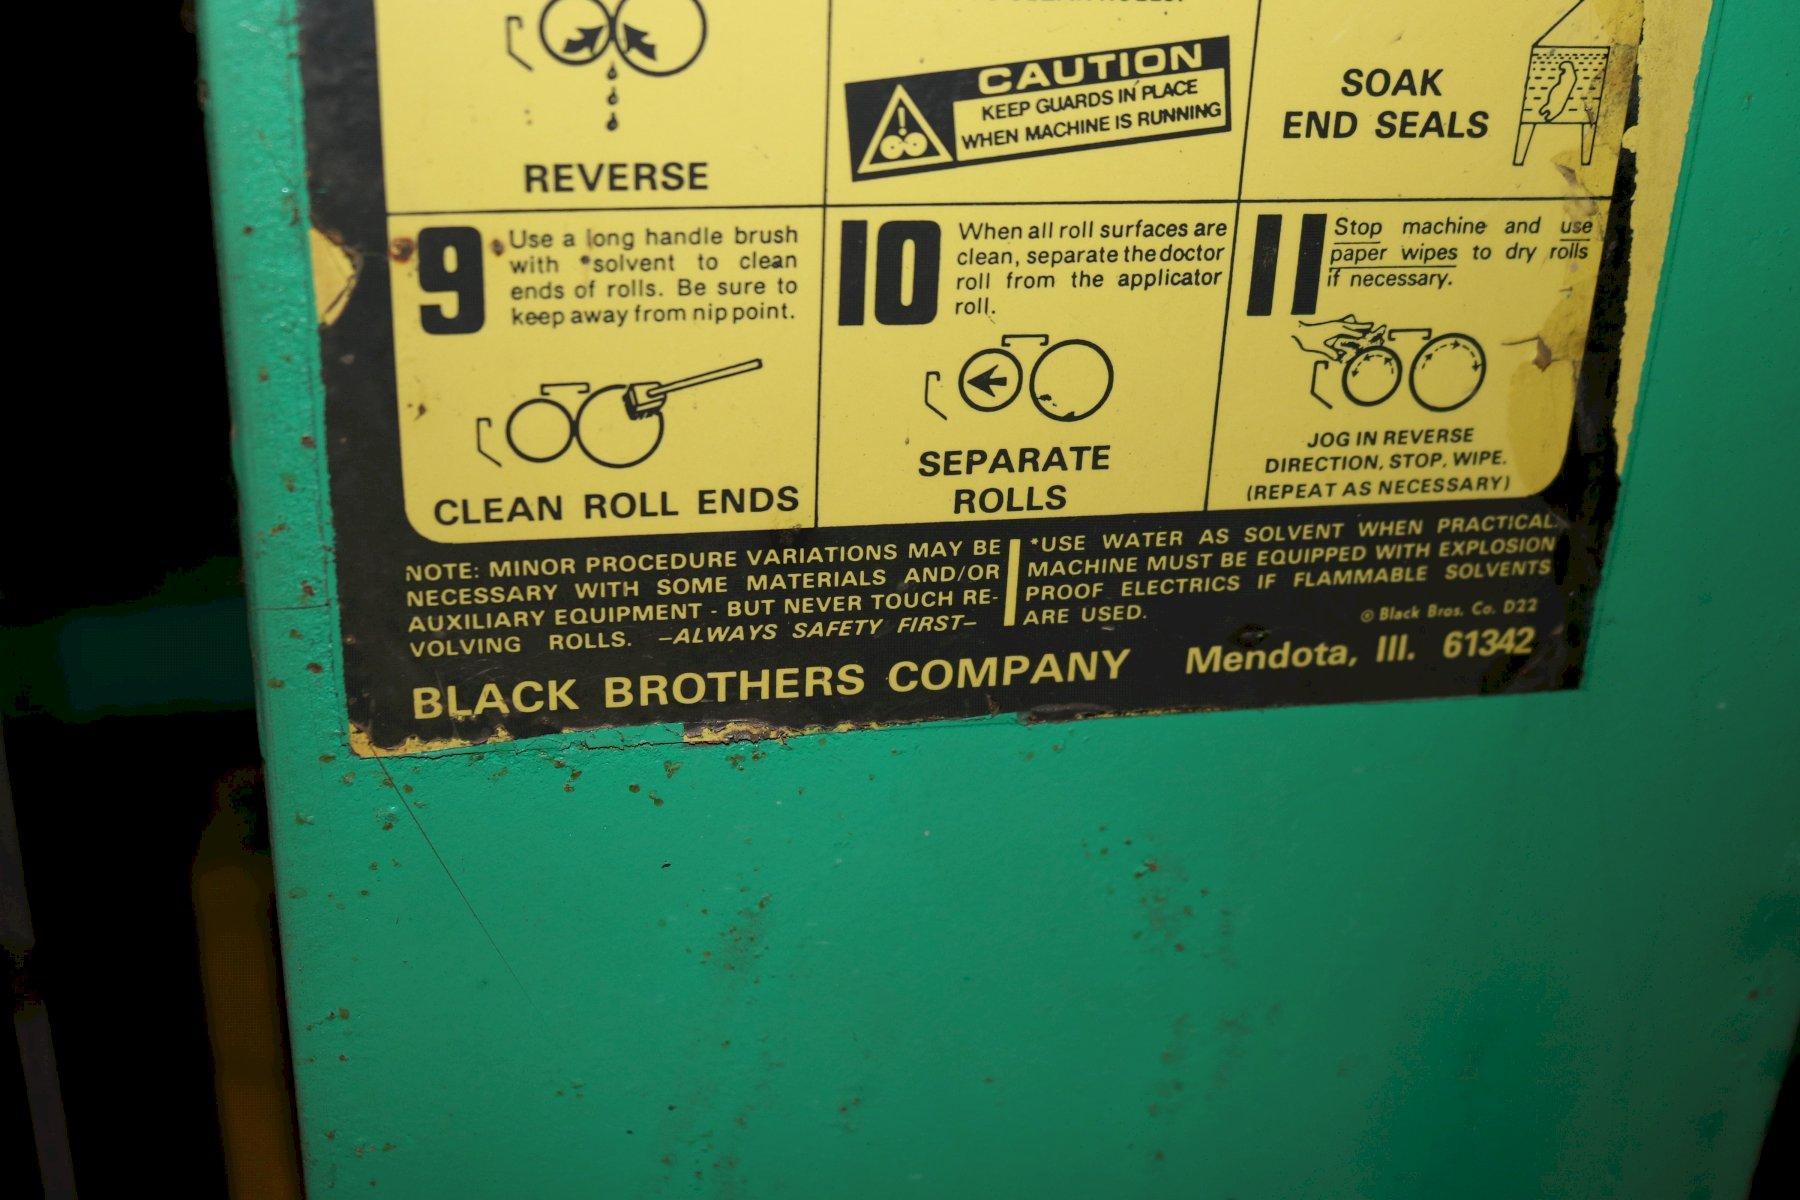 REVERSE
CAUTION
KEEP GUARDS IN PLACE
WHEN MACHINE IS RUNNING
SOAK
END SEALS
9
Use a long handle brush
with *solvent to clean
ends of rolls. Be sure to
keep away from nip point.
CLEAN ROLL ENDS
10
When all roll surfaces are
clean, separate the doctor
roll from the applicator
roll.
SEPARATE
ROLLS
11
Stop machine and use
paper wipes to dry rolls
if necessary.
JOG IN REVERSE
DIRECTION, STOP, WIPE.
(REPEAT AS NECESSARY)
NOTE: MINOR PROCEDURE VARIATIONS MAY BE
NECESSARY WITH SOME MATERIALS AND/OR
AUXILIARY EQUIPMENT - BUT NEVER TOUCH RE-
VOLVING ROLLS. -ALWAYS SAFETY FIRST-
*USE WATER AS SOLVENT WHEN PRACTICAL.
MACHINE MUST BE EQUIPPED WITH EXPLOSION
PROOF ELECTRICS IF FLAMMABLE SOLVENTS
ARE USED.
© Black Bros. Co. D22
BLACK BROTHERS COMPANY Mendota, Ill. 61342